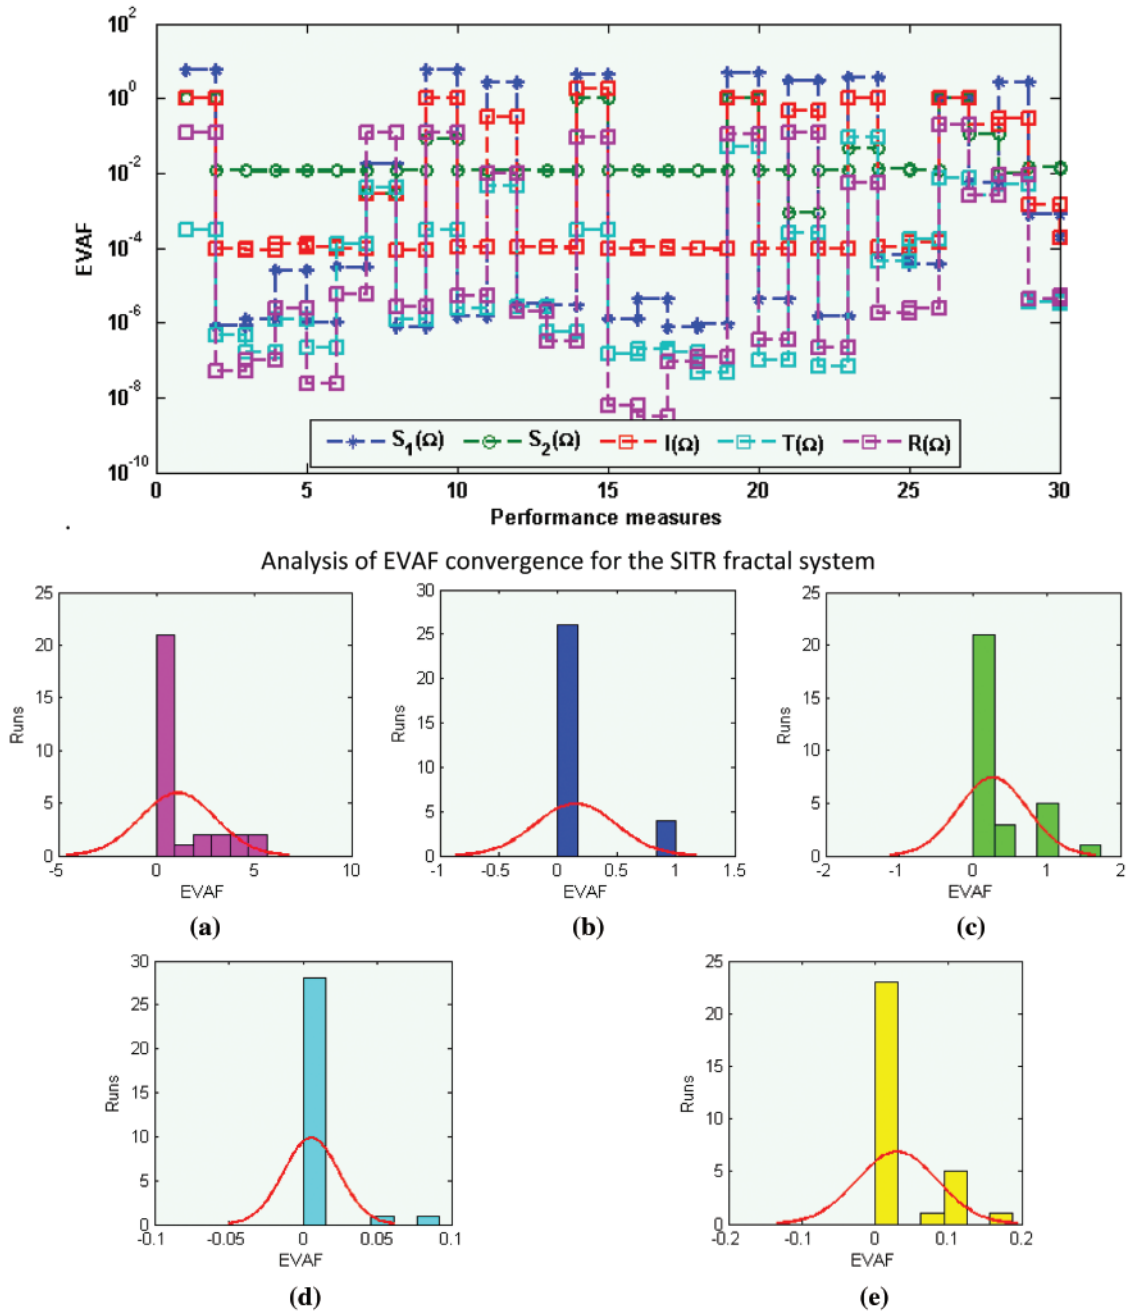 10^2
10^0
10^-2
10^-4
10^-6
10^-8
10^-10
EVAF
S_1(Ω) S_2(Ω) I(Ω) T(Ω) R(Ω)
0 5 10 15 20 25 30
Performance measures
.
Analysis of EVAF convergence for the SITR fractal system
25
20
15
10
5
0
Runs
-5 0 5 10
EVAF
(a)
30
25
20
15
10
5
0
Runs
-1 -0.5 0 0.5 1 1.5
EVAF
(b)
25
20
15
10
5
0
Runs
-2 -1 0 1 2
EVAF
(c)
30
25
20
15
10
5
0
Runs
-0.1 -0.05 0 0.05 0.1
EVAF
(d)
25
20
15
10
5
0
Runs
-0.2 -0.1 0 0.1 0.2
EVAF
(e)